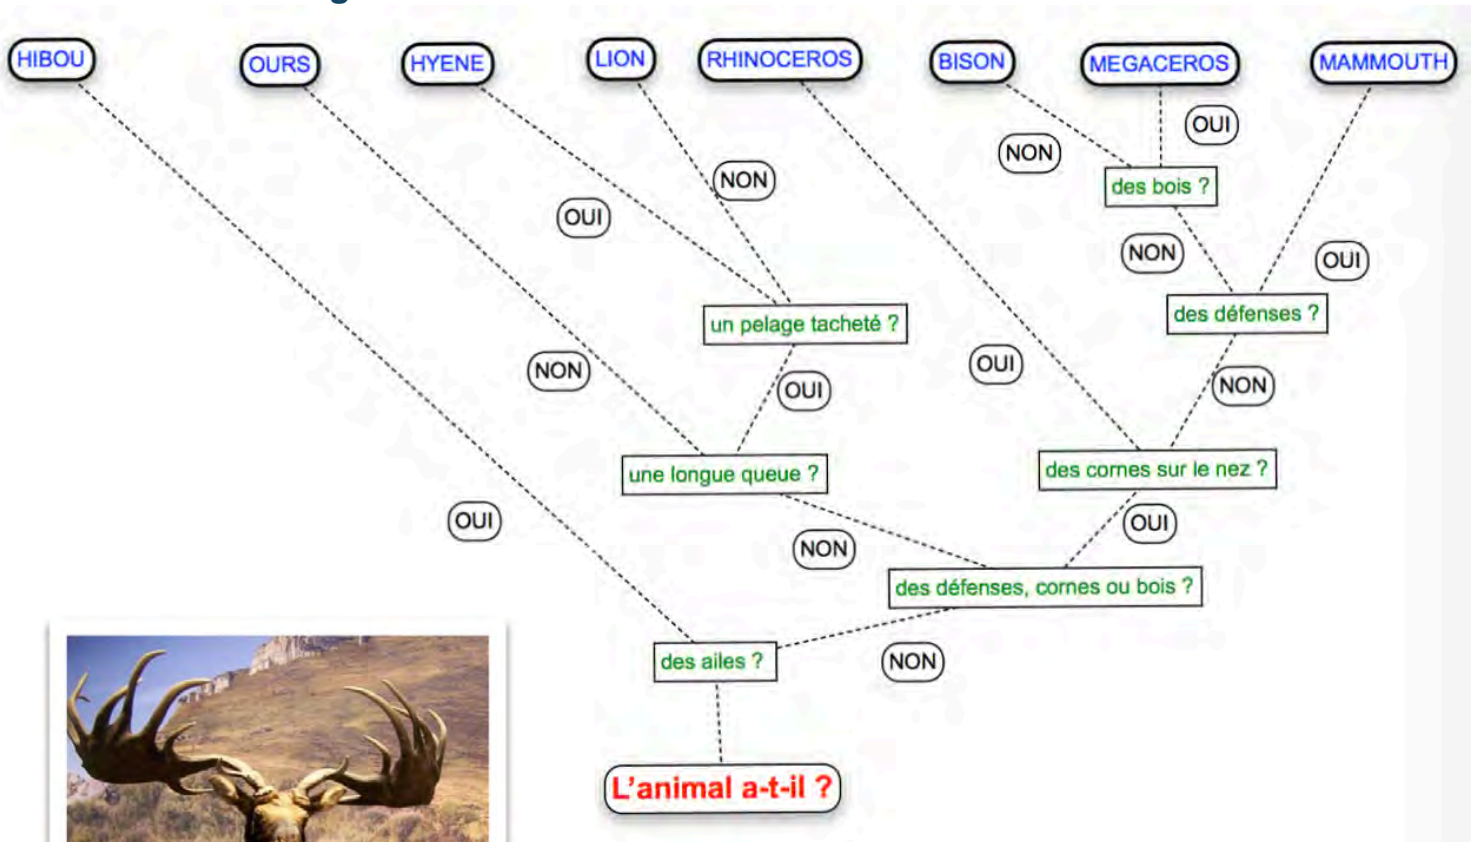 HIBOU
OURS
HYENE
LION
RHINOCEROS
BISON
MEGACEROS
MAMMOUTH
OUI
NON
NON
des bois ?
OUI
NON
OUI
un pelage tacheté ?
des défenses ?
NON
OUI
OUI
NON
une longue queue ?
des cornes sur le nez ?
OUI
NON
OUI
des défenses, cornes ou bois ?
des ailes ?
NON
L'animal a-t-il ?